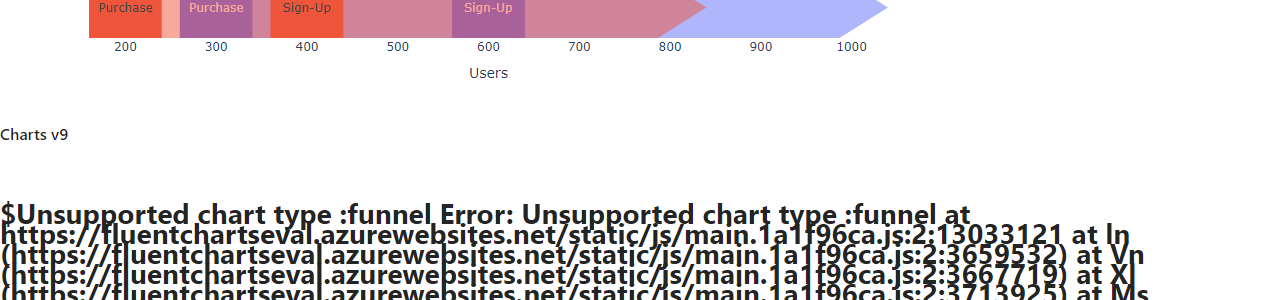 Purchase Purchase Sign-Up Sign-Up
200 300 400 500 600 700 800 900 1000
Users
Charts v9
$Unsupported chart type :funnel Error: Unsupported chart type :funnel at
https://fluentchartseval.azurewebsites.net/static/js/main.1a1f96ca.js:2:13033121 at ln
(https://fluentchartseval.azurewebsites.net/static/js/main.1a1f96ca.js:2:3659532) at Vn
(https://fluentchartseval.azurewebsites.net/static/js/main.1a1f96ca.js:2:3667719) at Xl
(https://fluentchartseval.azurewebsites.net/static/js/main.1a1f96ca.js:2:3713925) at Ms